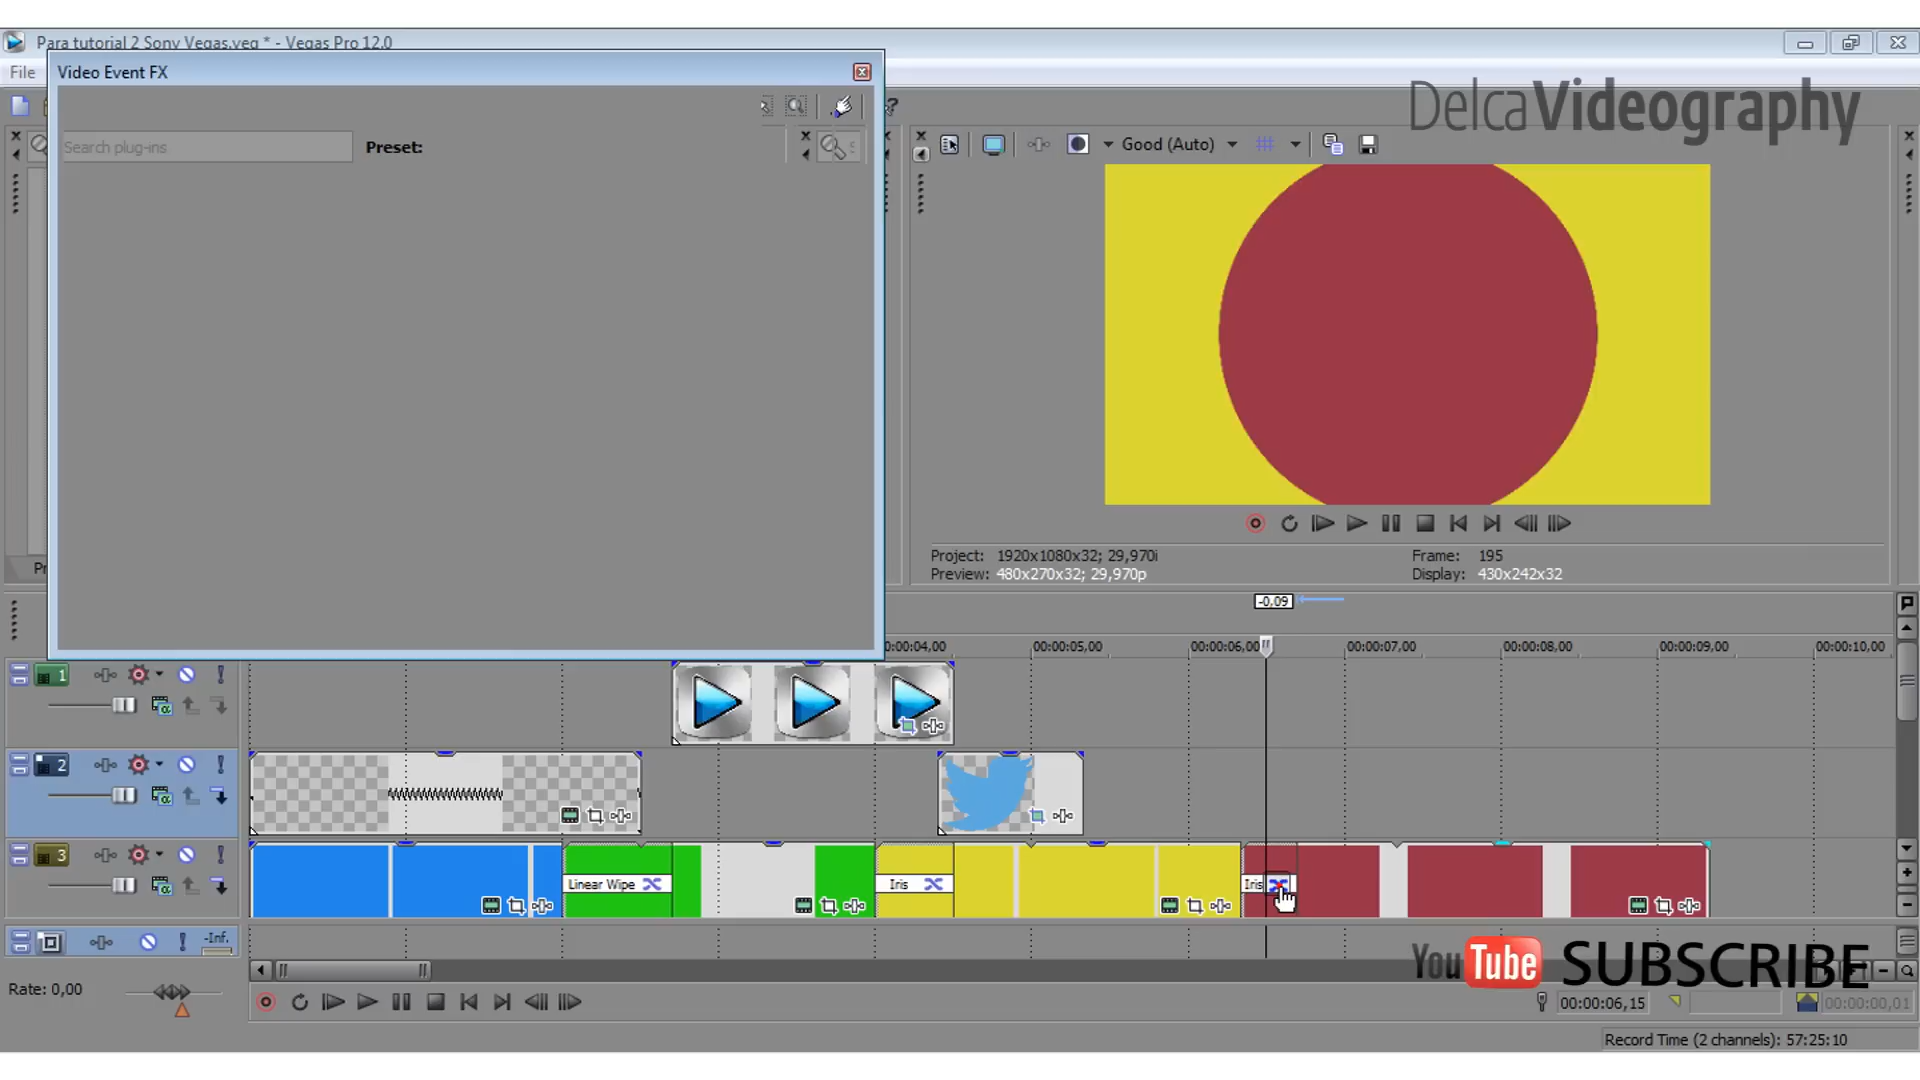 Para tutorial 2 Sony Vegas.veg * - Vegas Pro 12.0
File
Video Event FX
DelcaVideography
Search plug-ins
Preset:
Good (Auto)
Project: 1920x1080x32; 29,970i
Frame: 195
Preview: 480x270x32; 29,970p
Display: 430x242x32
-0,09
00:00:04,00
00:00:05,00
00:00:06,00
00:00:07,00
00:00:08,00
00:00:09,00
00:00:10,00
1
2
3
Linear Wipe
Iris
Iris
-Inf.
YouTube SUBSCRIBE
Rate: 0,00
00:00:06,15
00:00:00,01
Record Time (2 channels): 57:25:10